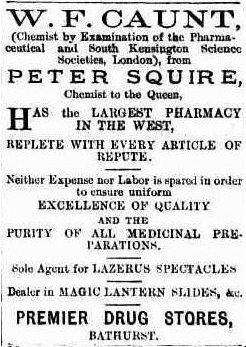 W. F. CAUNT,
(Chemist by Examination of the Pharma-
ceutical and South Kensington Science
Societies, London), from
PETER SQUIRE,
Chemist to the Queen,
HAS the LARGEST PHARMACY
IN THE WEST,
REPLETE WITH EVERY ARTICLE OF
REPUTE.
Neither Expense nor Labor is spared in order
to ensure uniform
EXCELLENCE OF QUALITY
AND THE
PURITY OF ALL MEDICINAL PRE-
PARATIONS.
Sole Agent for LAZERUS SPECTACLES
Dealer in MAGIC LANTERN SLIDES, &c.
PREMIER DRUG STORES,
BATHURST.